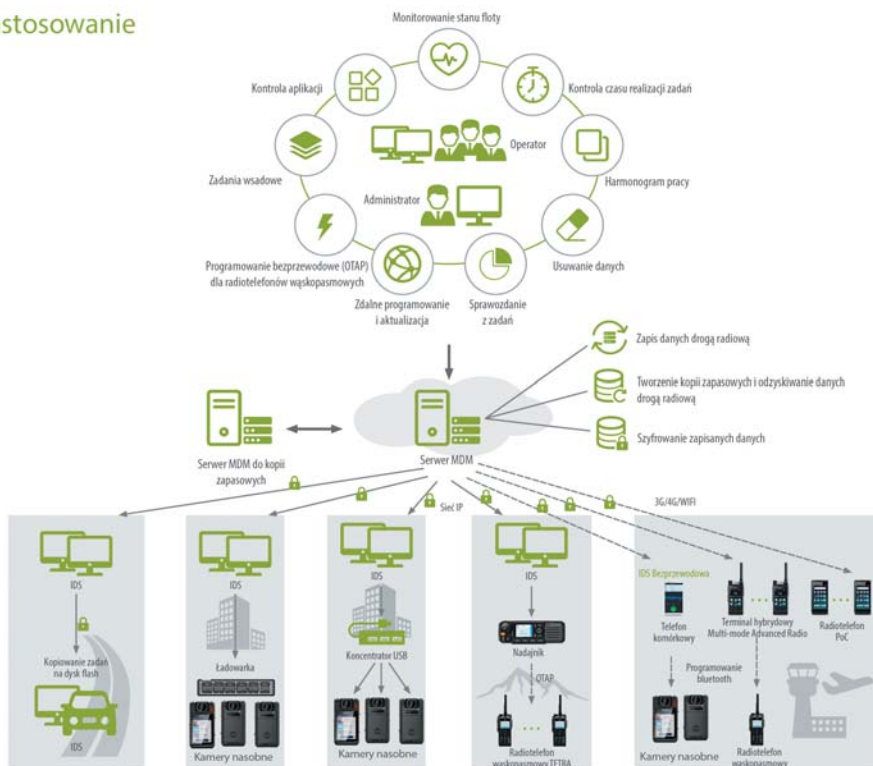 stosowanie
Monitorowanie stanu floty
Kontrola aplikacji
Kontrola czasu realizacji zadań
Operator
Zadania wsadowe
Harmonogram pracy
Administrator
Programowanie bezprzewodowe (OTAP)
dla radiotelefonów wąskopasmowych
Usuwanie danych
Zdalne programowanie
i aktualizacja
Sprawozdanie
z zadań
Zapis danych drogą radiową
Tworzenie kopii zapasowych i odzyskiwanie danych
drogą radiową
Szyfrowanie zapisanych danych
Serwer MDM do kopii
zapasowych
Serwer MDM
Sieć IP
3G/4G/WIFI
IDS
Kopiowanie zadań
na dysk flash
IDS
IDS
Ładowarka
Kamery nasobne
IDS
Koncentrator USB
Kamery nasobne
IDS
Nadajnik
OTAP
Radiotelefon
wąskopasmowy TETRA
IDS Bezprzewodowa
Telefon
komórkowy
Terminal hybrydowy
Multi-mode Advanced Radio
Radiotelefon
PoC
Programowanie
bluetooth
Kamery nasobne
Radiotelefon
wąskopasmowy